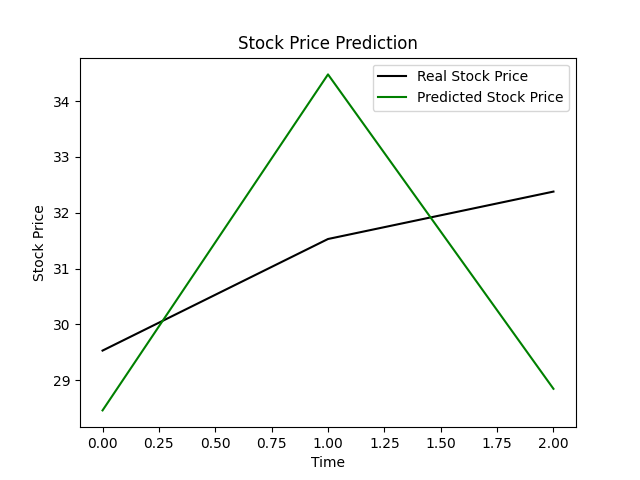 Stock Price Prediction
Real Stock Price
Predicted Stock Price
Stock Price
34
33
32
31
30
29
0.00 0.25 0.50 0.75 1.00 1.25 1.50 1.75 2.00
Time